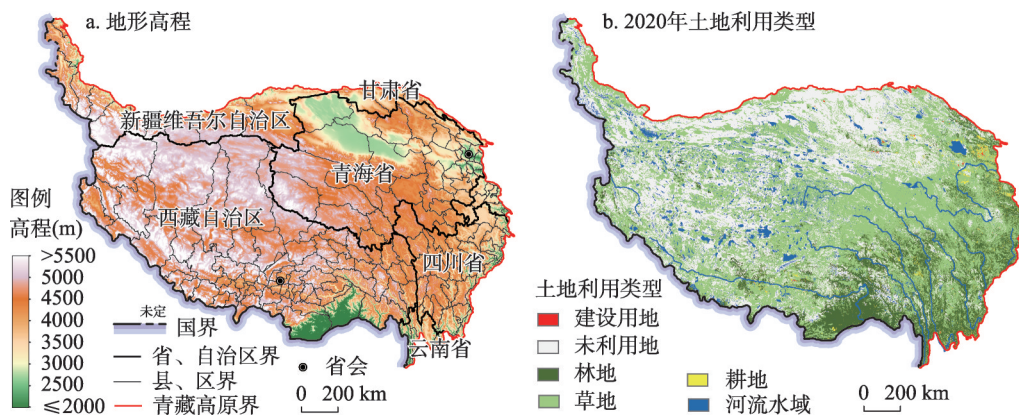 a. 地形高程
甘肃省
新疆维吾尔自治区
青海省
西藏自治区
四川省
云南省
图例
高程(m)
>5500
5000
4500
4000
3500
3000
2500
≤2000
未定
国界
省、自治区界
县、区界
青藏高原界
省会
0 200 km
b. 2020年土地利用类型
土地利用类型
建设用地
未利用地
林地
草地
耕地
河流水域
0 200 km